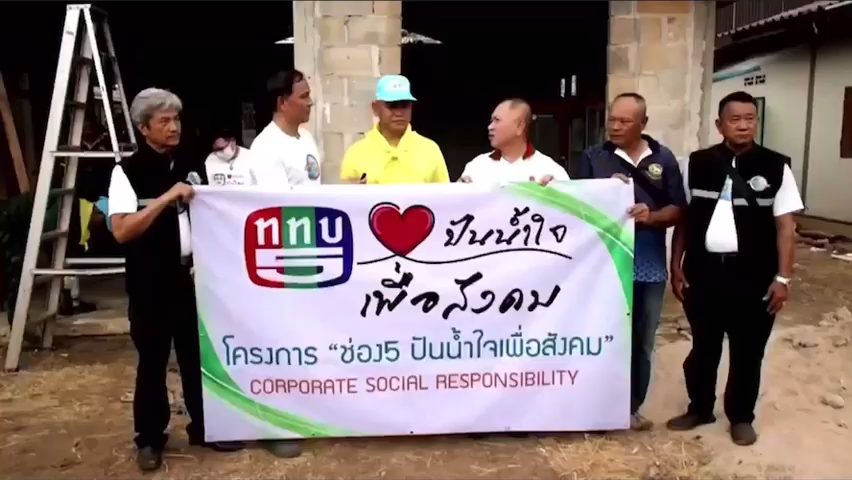 ททบ
5
ปันน้ำใจ
เพื่อสังคม
โครงการ "ช่อง5 ปันน้ำใจเพื่อสังคม"
CORPORATE SOCIAL RESPONSIBILITY